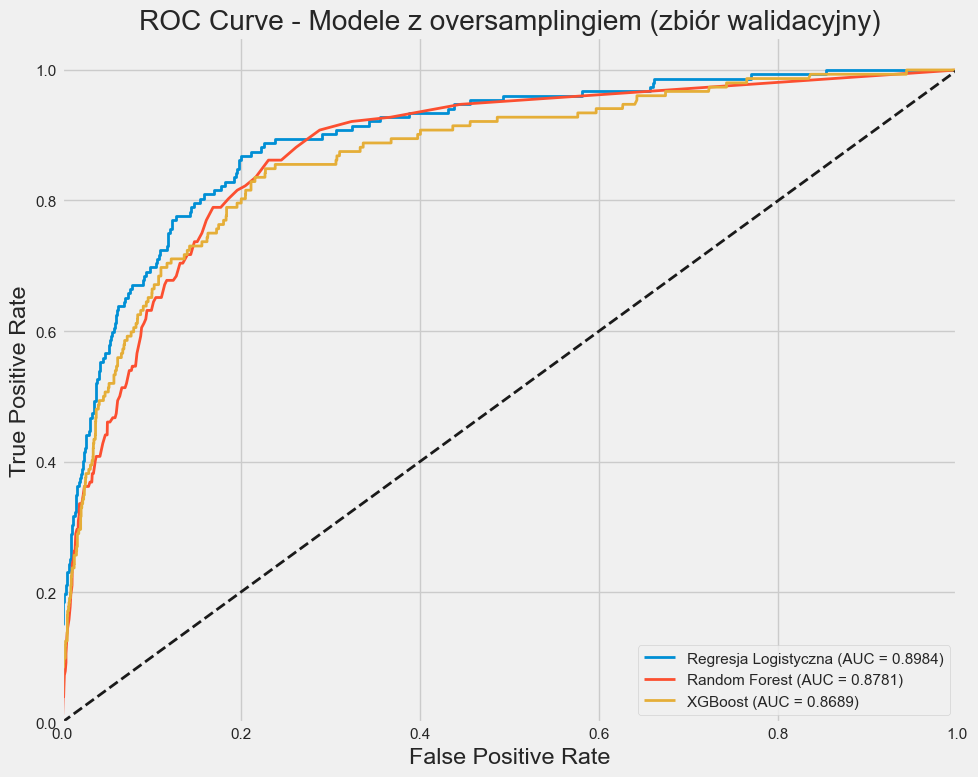 ROC Curve - Modele z oversamplingiem (zbiór walidacyjny)
True Positive Rate
1.0
0.8
0.6
0.4
0.2
0.0
0.0 0.2 0.4 0.6 0.8 1.0
False Positive Rate
Regresja Logistyczna (AUC = 0.8984)
Random Forest (AUC = 0.8781)
XGBoost (AUC = 0.8689)